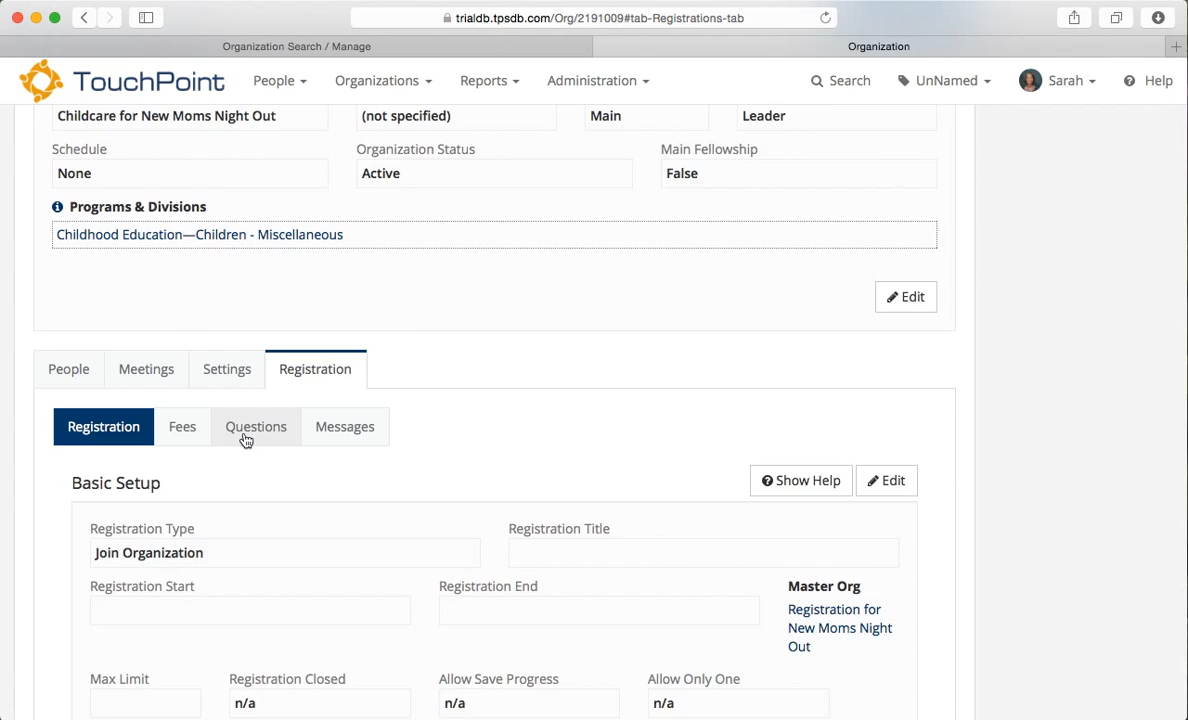 trialdb.tpsdb.com/Org/2191009#tab-Registrations-tab
Organization Search / Manage
Organization
TouchPoint
People
Organizations
Reports
Administration
Search
UnNamed
Sarah
Help
Childcare for New Moms Night Out
(not specified)
Main
Leader
Schedule
Organization Status
Main Fellowship
None
Active
False
Programs & Divisions
Childhood Education—Children - Miscellaneous
Edit
People
Meetings
Settings
Registration
Registration
Fees
Questions
Messages
Basic Setup
Show Help
Edit
Registration Type
Registration Title
Join Organization
Registration Start
Registration End
Master Org
Registration for
New Moms Night
Out
Max Limit
Registration Closed
Allow Save Progress
Allow Only One
n/a
n/a
n/a